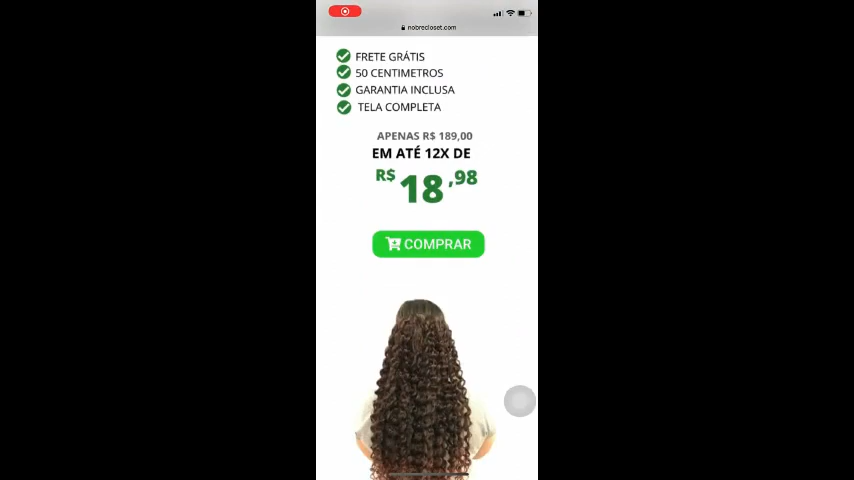 nobrecloset.com
FRETE GRÁTIS
50 CENTIMETROS
GARANTIA INCLUSA
TELA COMPLETA
APENAS R$ 189,00
EM ATÉ 12X DE
R$ 18,98
COMPRAR